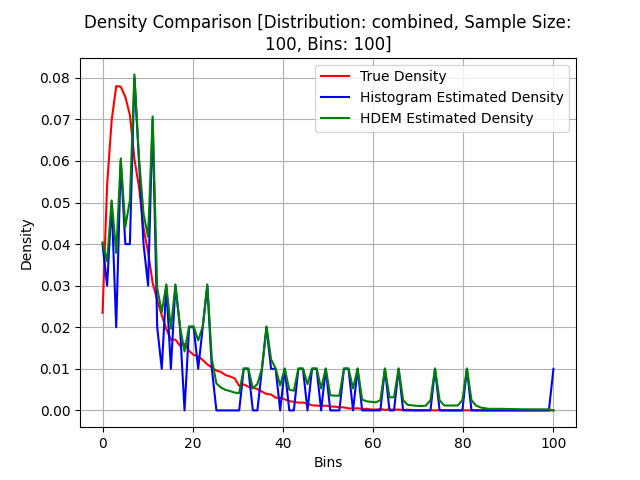 Density Comparison [Distribution: combined, Sample Size:
100, Bins: 100]
True Density
Histogram Estimated Density
HDEM Estimated Density
Density
0.08
0.07
0.06
0.05
0.04
0.03
0.02
0.01
0.00
0 20 40 60 80 100
Bins